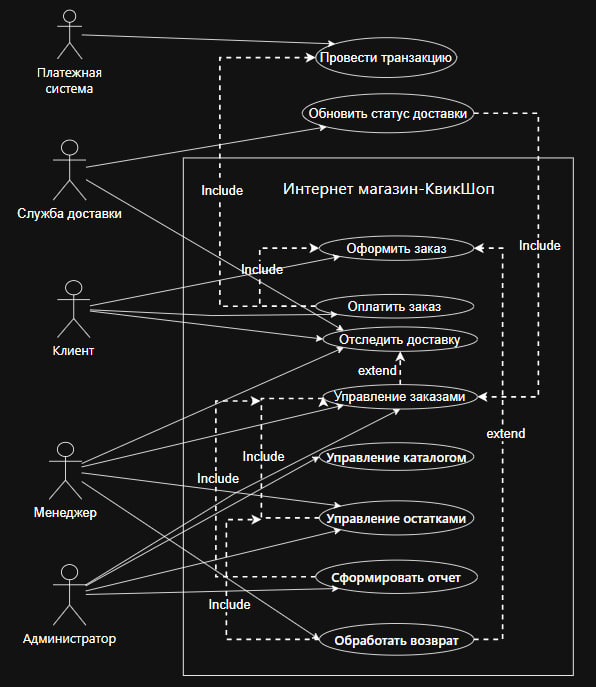 Платежная
система
Провести транзакцию
Обновить статус доставки
Служба доставки
Include
Интернет магазин-КвикШоп
Include
Оформить заказ
Include
Оплатить заказ
Клиент
Отследить доставку
extend
Управление заказами
extend
Менеджер
Include
Include
Управление каталогом
Управление остатками
Администратор
Сформировать отчет
Include
Обработать возврат